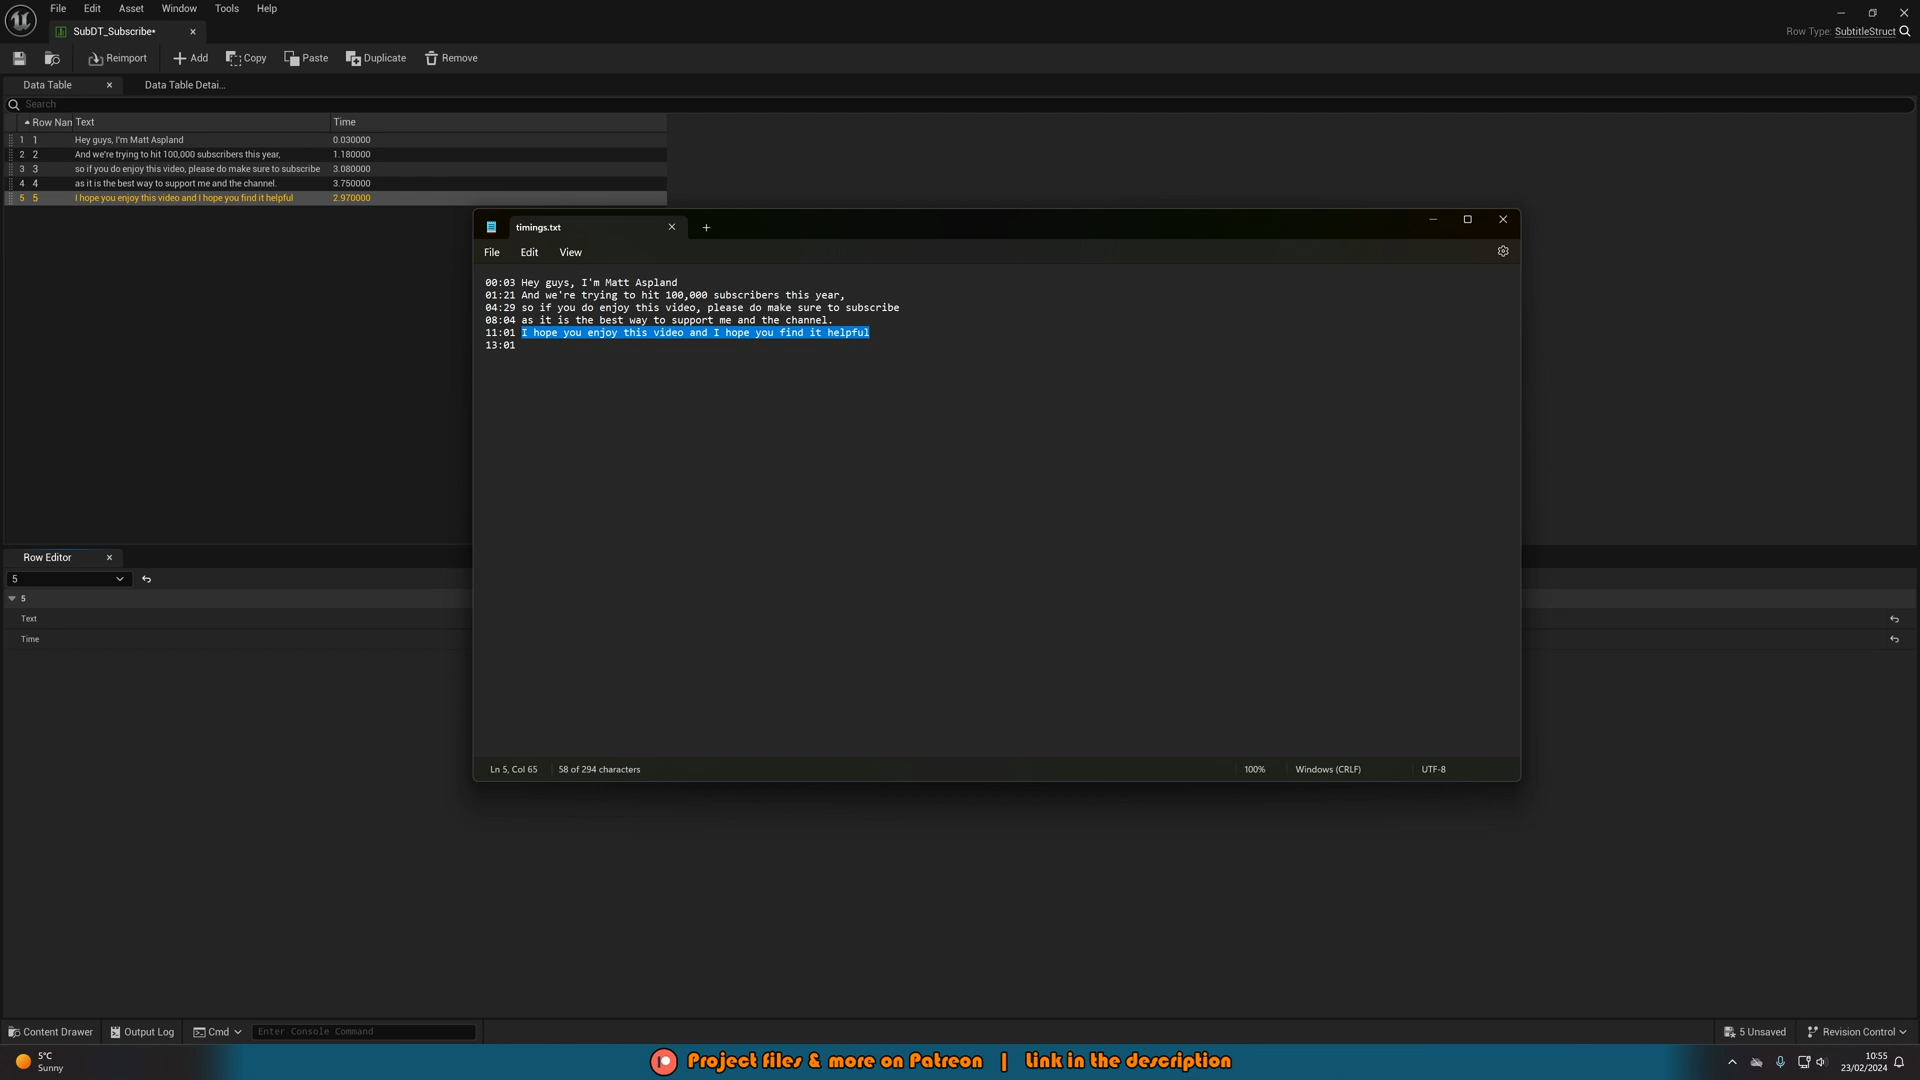 File Edit Asset Window Tools Help
SubDT_Subscribe*
Row Type: SubtitleStruct
Reimport Add Copy Paste Duplicate Remove
Data Table Data Table Detai...
Search
Row Nan Text Time
1 1 Hey guys, I'm Matt Aspland 0.030000
2 2 And we're trying to hit 100,000 subscribers this year, 1.180000
3 3 so if you do enjoy this video, please do make sure to subscribe 3.080000
4 4 as it is the best way to support me and the channel. 3.750000
5 5 I hope you enjoy this video and I hope you find it helpful 2.970000
timings.txt
File Edit View
00:03 Hey guys, I'm Matt Aspland
01:21 And we're trying to hit 100,000 subscribers this year,
04:29 so if you do enjoy this video, please do make sure to subscribe
08:04 as it is the best way to support me and the channel.
11:01 I hope you enjoy this video and I hope you find it helpful
13:01
Ln 5, Col 65 58 of 294 characters 100% Windows (CRLF) UTF-8
Row Editor
5
5
Text
Time
Content Drawer Output Log Cmd Enter Console Command 5 Unsaved Revision Control
5°C
Sunny
Project files & more on Patreon | Link in the description
10:55
23/02/2024